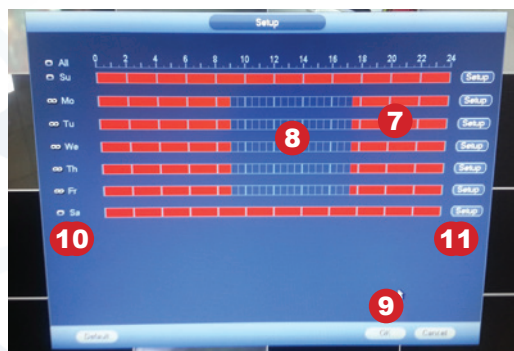 Setup
0 2 4 6 8 10 12 14 16 18 20 22 24
All
Su Setup
Mo Setup
7
Tu Setup
8
We Setup
Th Setup
Fr Setup
Sa Setup
10 11
9
Default OK Cancel